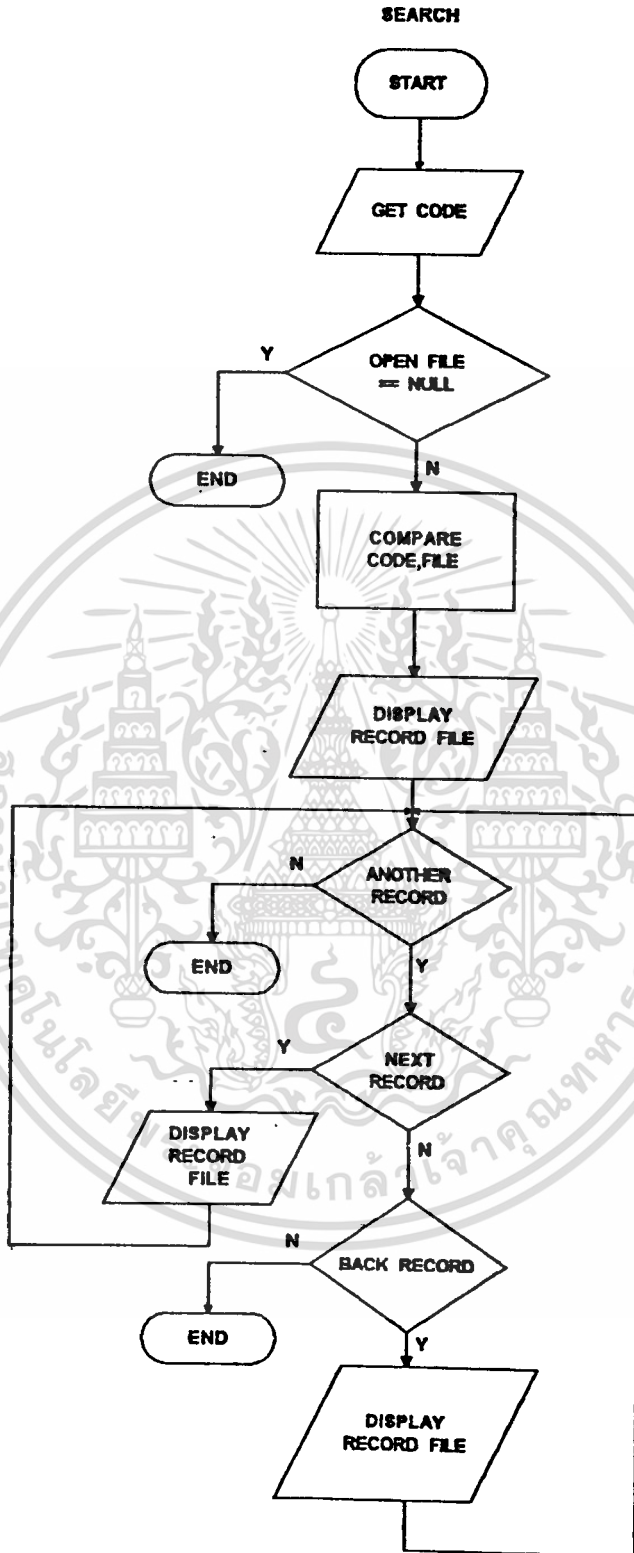 SEARCH
START
GET CODE
Y
OPEN FILE
== NULL
END
N
COMPARE
CODE,FILE
DISPLAY
RECORD FILE
N
ANOTHER
RECORD
END
Y
Y
NEXT
RECORD
DISPLAY
RECORD
FILE
N
N
BACK RECORD
END
Y
DISPLAY
RECORD FILE